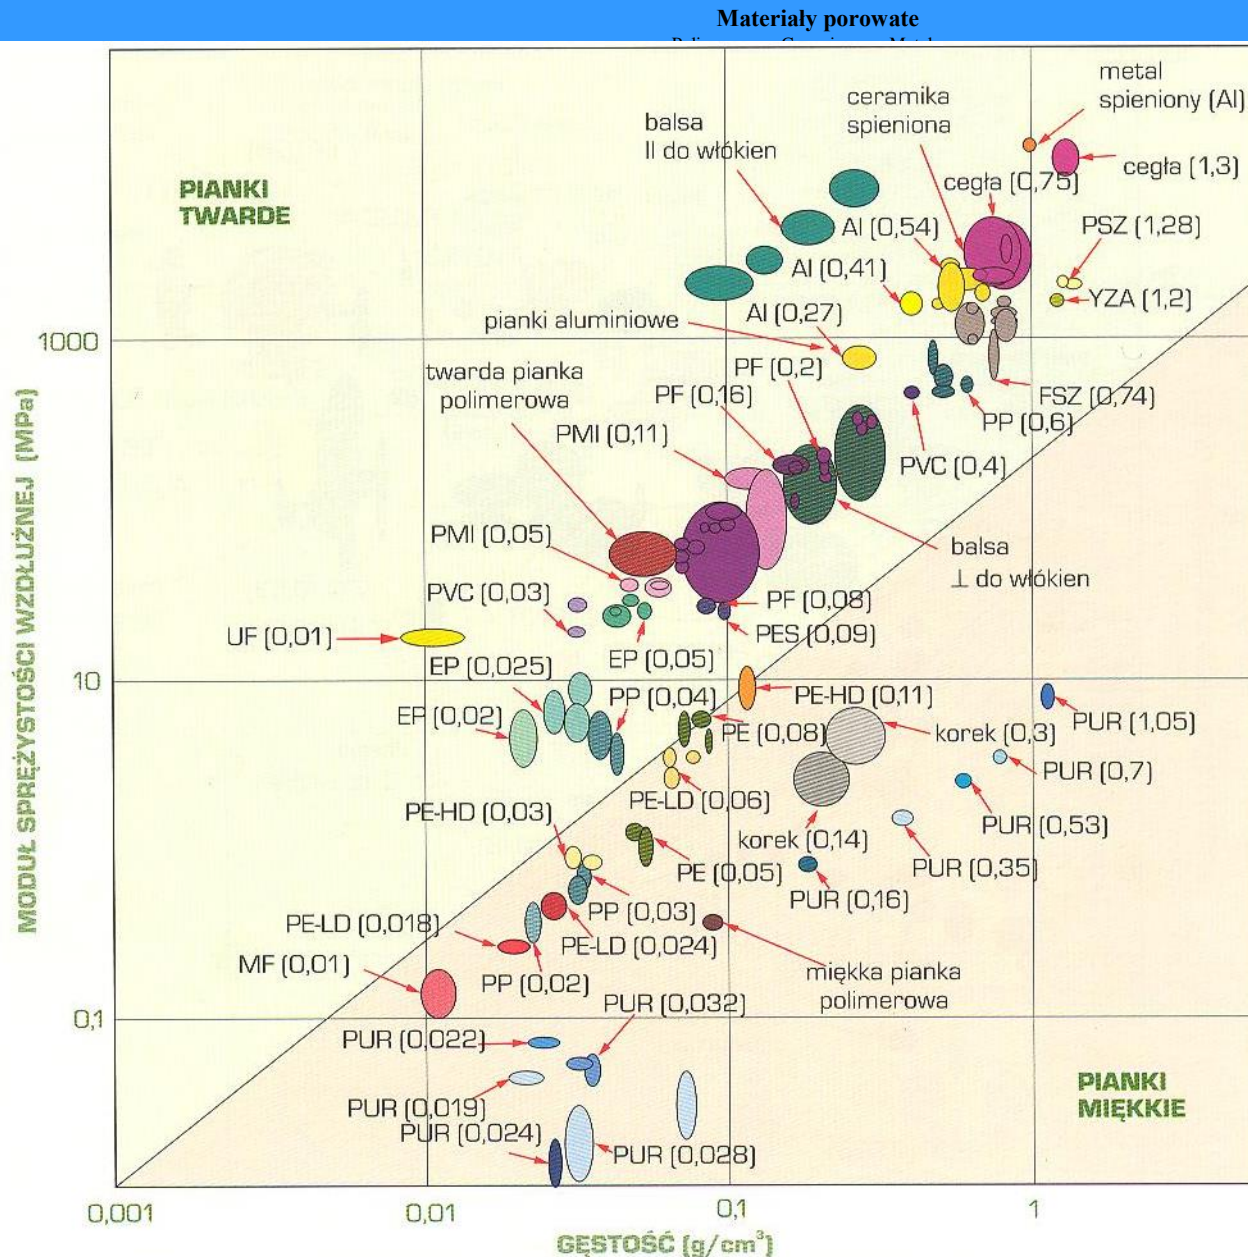 Materiały porowate
metal
spieniony (Al)
ceramika
spieniona
balsa
II do włókien
cegła (1,3)
cegła (0,75)
PIANKI
TWARDE
Al (0,54)
PSZ (1,28)
Al (0,41)
YZA (1,2)
Al (0,27)
pianki aluminiowe
1000
PF (0,2)
twarda pianka
polimerowa
PF (0,16)
FSZ (0,74)
PP (0,6)
PMI (0,11)
PVC (0,4)
PMI (0,05)
balsa
⊥ do włókien
PVC (0,03)
PF (0,08)
UF (0,01)
PES (0,09)
EP (0,05)
EP (0,025)
10
PP (0,04)
PE-HD (0,11)
EP (0,02)
PUR (1,05)
PE (0,08)
korek (0,3)
PUR (0,7)
PE-LD (0,06)
PE-HD (0,03)
PUR (0,53)
korek (0,14)
PUR (0,35)
PE (0,05)
PUR (0,16)
PP (0,03)
PE-LD (0,018)
PE-LD (0,024)
MF (0,01)
PP (0,02)
miękka pianka
polimerowa
PUR (0,032)
0,1
PUR (0,022)
PIANKI
MIĘKKIE
PUR (0,019)
PUR (0,024)
PUR (0,028)
0,001
0,01
0,1
1
GĘSTOŚĆ (g/cm³)
MODUŁ SPRĘŻYSTOŚCI WZDŁUŻNEJ (MPa)